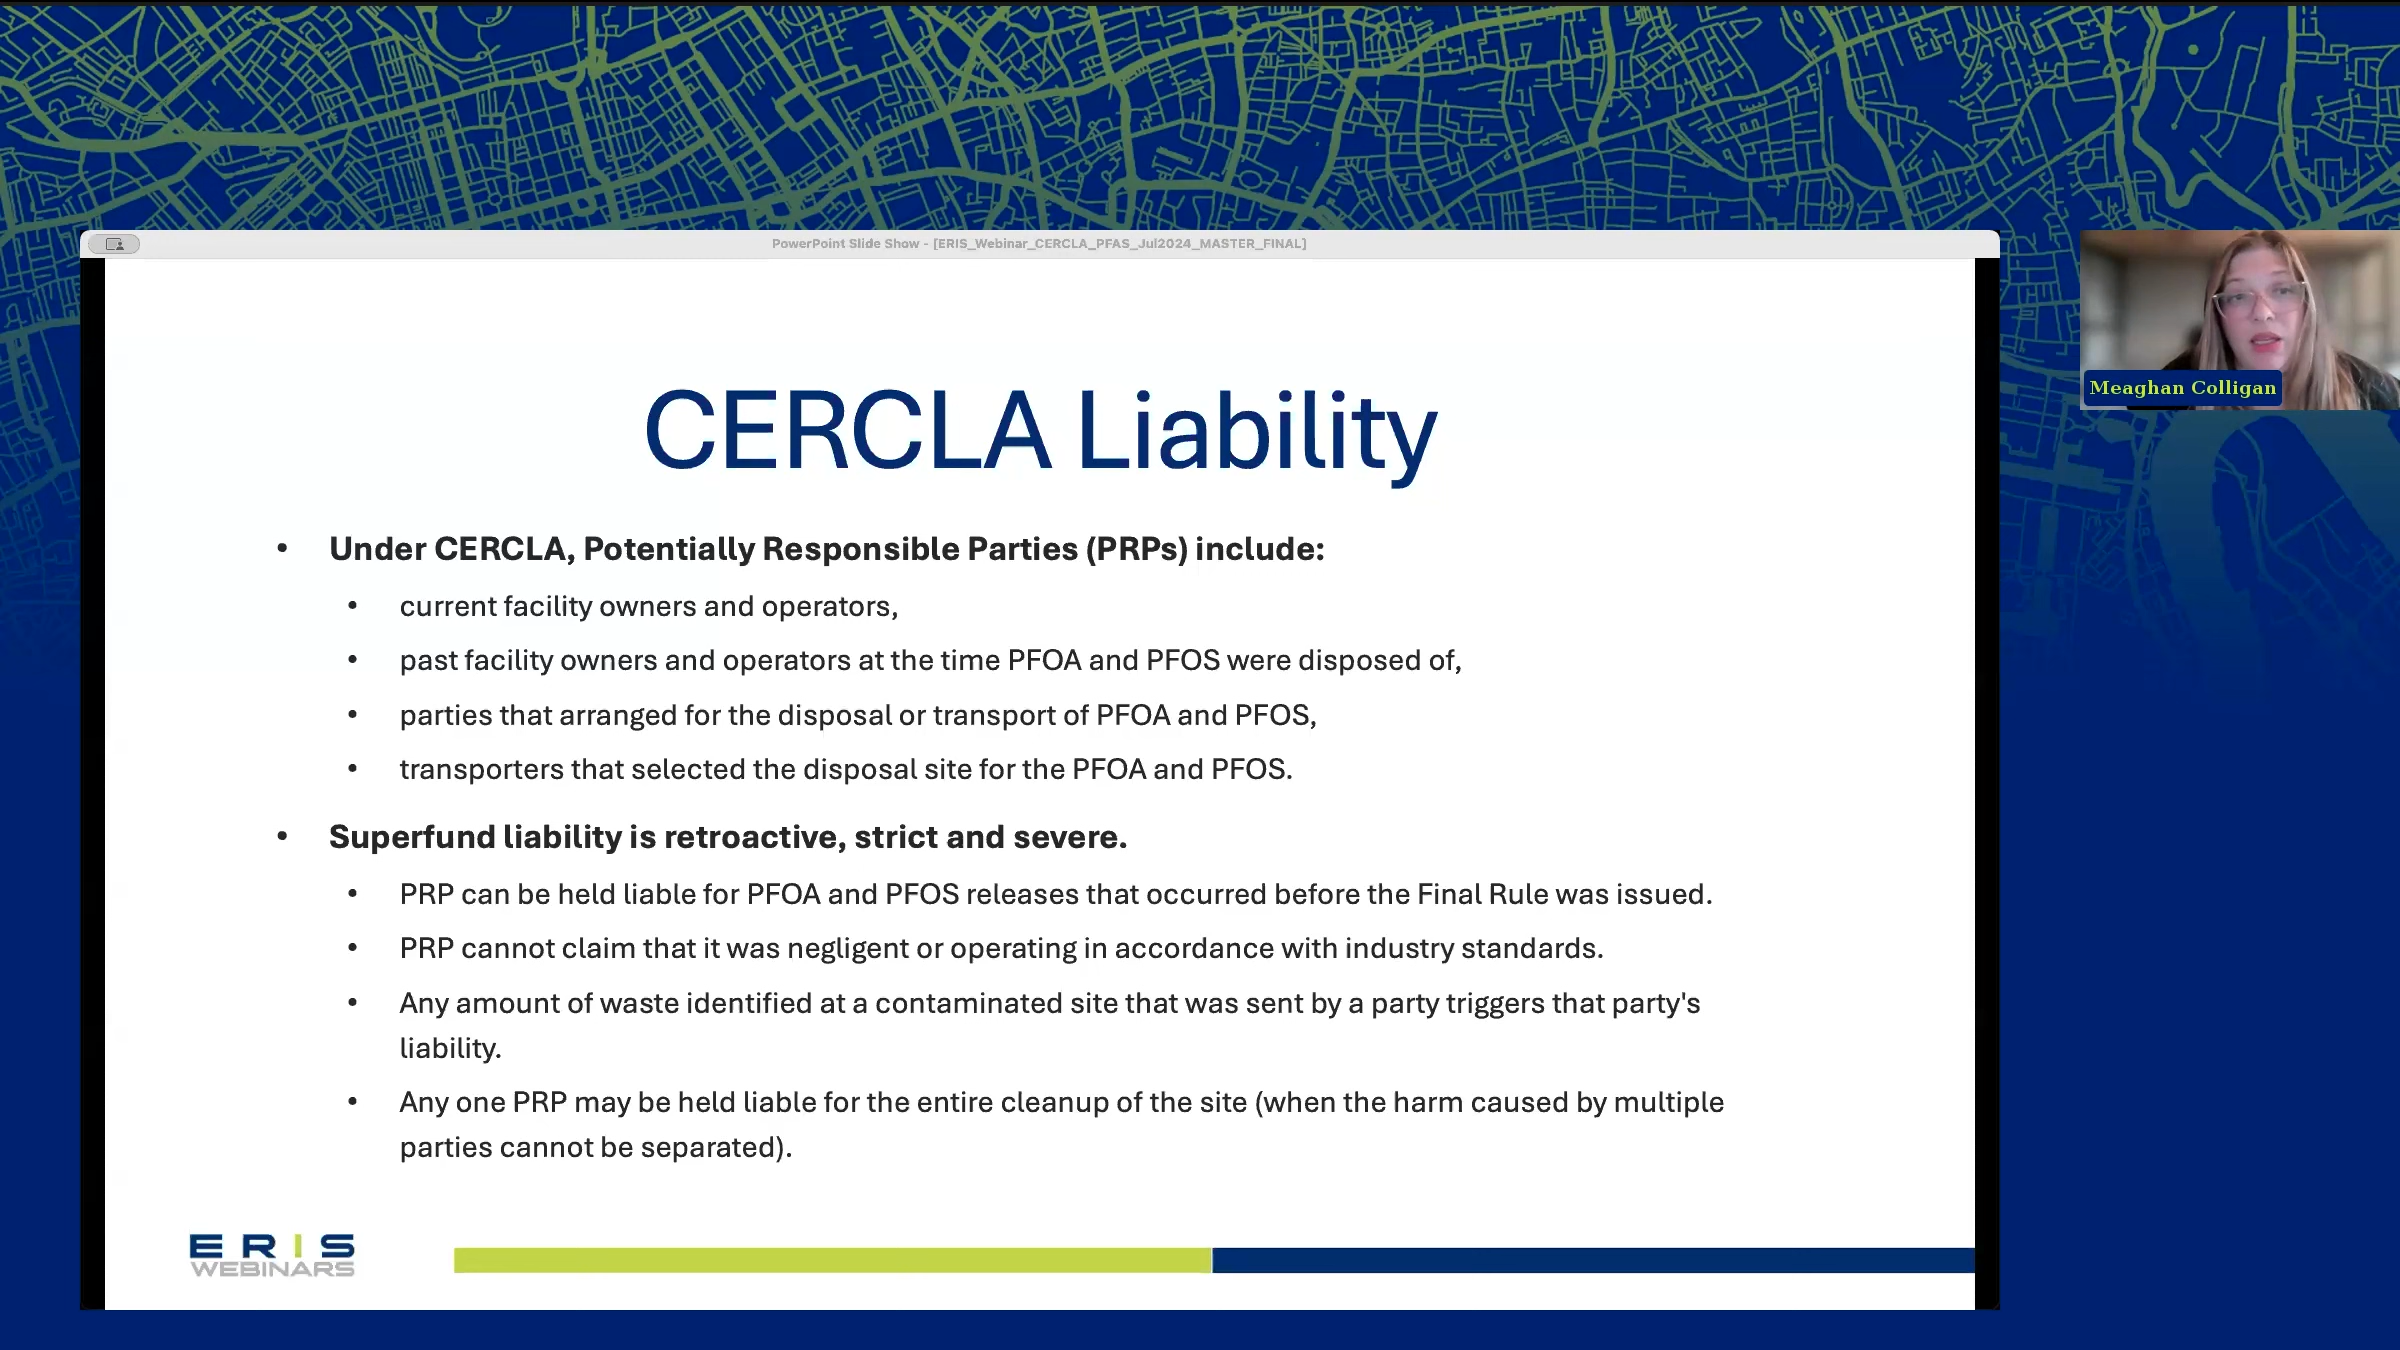 PowerPoint Slide Show - [ERIS_Webinar_CERCLA_PFAS_Jul2024_MASTER_FINAL]
Meaghan Colligan
CERCLA Liability
• Under CERCLA, Potentially Responsible Parties (PRPs) include:
• current facility owners and operators,
• past facility owners and operators at the time PFOA and PFOS were disposed of,
• parties that arranged for the disposal or transport of PFOA and PFOS,
• transporters that selected the disposal site for the PFOA and PFOS.
• Superfund liability is retroactive, strict and severe.
• PRP can be held liable for PFOA and PFOS releases that occurred before the Final Rule was issued.
• PRP cannot claim that it was negligent or operating in accordance with industry standards.
• Any amount of waste identified at a contaminated site that was sent by a party triggers that party's
liability.
• Any one PRP may be held liable for the entire cleanup of the site (when the harm caused by multiple
parties cannot be separated).
ERIS
WEBINARS